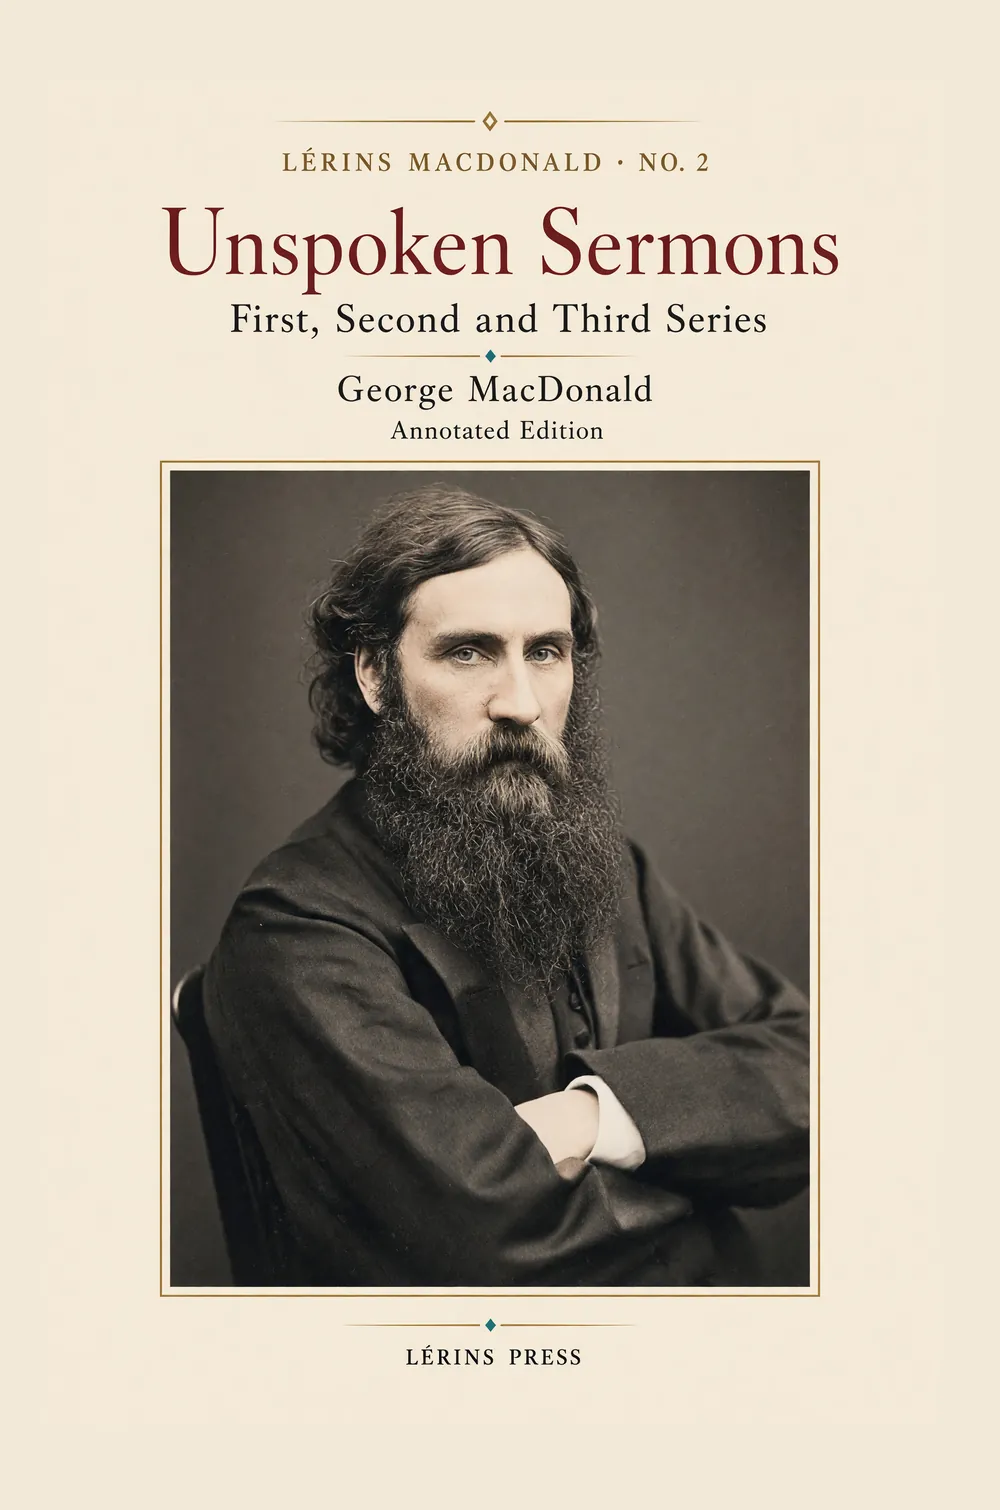 LÉRINS MACDONALD · NO. 2
Unspoken Sermons
First, Second and Third Series
George MacDonald
Annotated Edition
LÉRINS PRESS